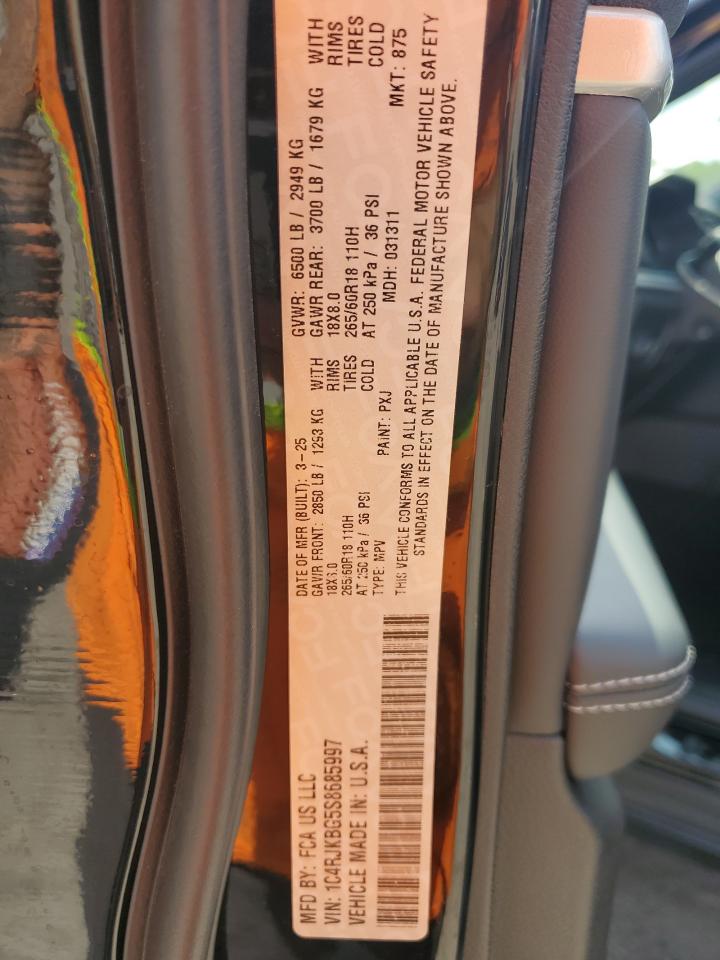 MFD BY: FCA US LLC
VIN: 1C4RJKBG5S8685997
VEHICLE MADE IN: U.S.A.
DATE OF MFR (BUILT): 3-25
GVWR: 6500 LB / 2949 KG
GAWR FRONT: 2850 LB / 1293 KG WITH
GAWR REAR: 3700 LB / 1679 KG WITH
18X8.0 RIMS
18X8.0 RIMS
265/60R18 110H TIRES
265/60R18 110H TIRES
AT 250 kPa / 36 PSI COLD
AT 250 kPa / 36 PSI COLD
TYPE: MPV PAINT: PXJ MDH: 031311 MKT: 875
THIS VEHICLE CONFORMS TO ALL APPLICABLE U.S.A. FEDERAL MOTOR VEHICLE SAFETY
STANDARDS IN EFFECT ON THE DATE OF MANUFACTURE SHOWN ABOVE.